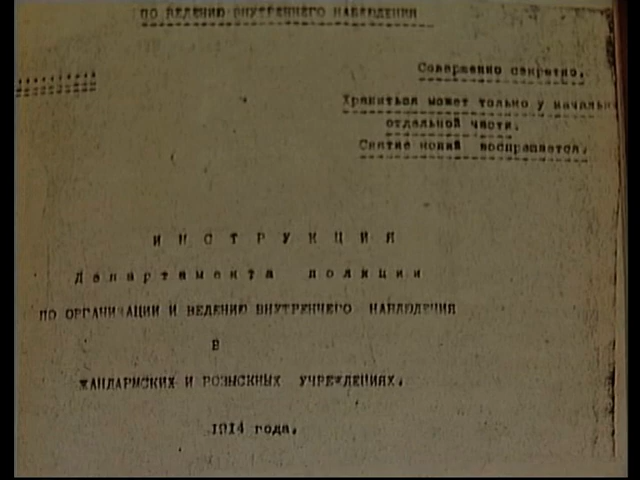 ПО ВЕДЕНИЮ ВНУТРЕННЕГО НАБЛЮДЕНИЯ
Совершенно секретно.
Храниться может только у начальн
отдельной части.
Снятие копий воспрещается.
ИНСТРУКЦИЯ
Департамента полиции
ПО ОРГАНИЗАЦИИ И ВЕДЕНИЮ ВНУТРЕННЕГО НАБЛЮДЕНИЯ
В
ЖАНДАРМСКИХ И РОЗЫСКНЫХ УЧРЕЖДЕНИЯХ.
1914 года.